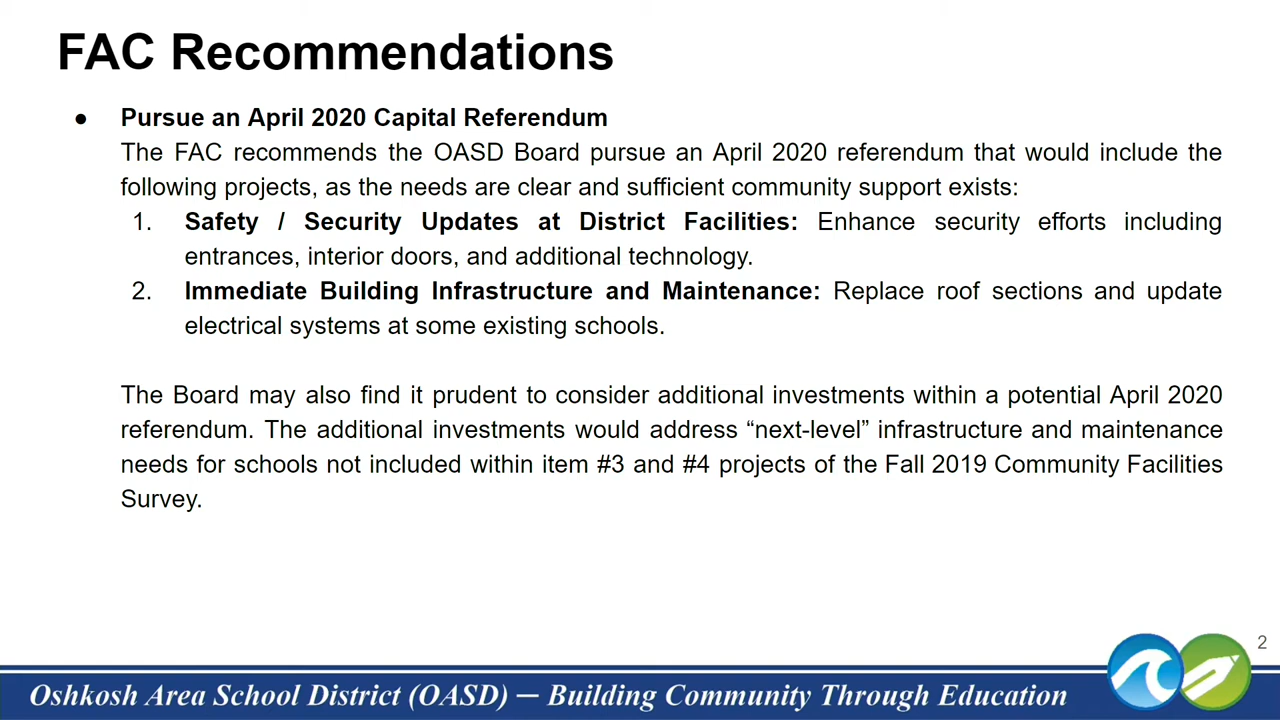 FAC Recommendations
● Pursue an April 2020 Capital Referendum
The FAC recommends the OASD Board pursue an April 2020 referendum that would include the
following projects, as the needs are clear and sufficient community support exists:
1. Safety / Security Updates at District Facilities: Enhance security efforts including
entrances, interior doors, and additional technology.
2. Immediate Building Infrastructure and Maintenance: Replace roof sections and update
electrical systems at some existing schools.
The Board may also find it prudent to consider additional investments within a potential April 2020
referendum. The additional investments would address “next-level” infrastructure and maintenance
needs for schools not included within item #3 and #4 projects of the Fall 2019 Community Facilities
Survey.
2
Oshkosh Area School District (OASD) — Building Community Through Education